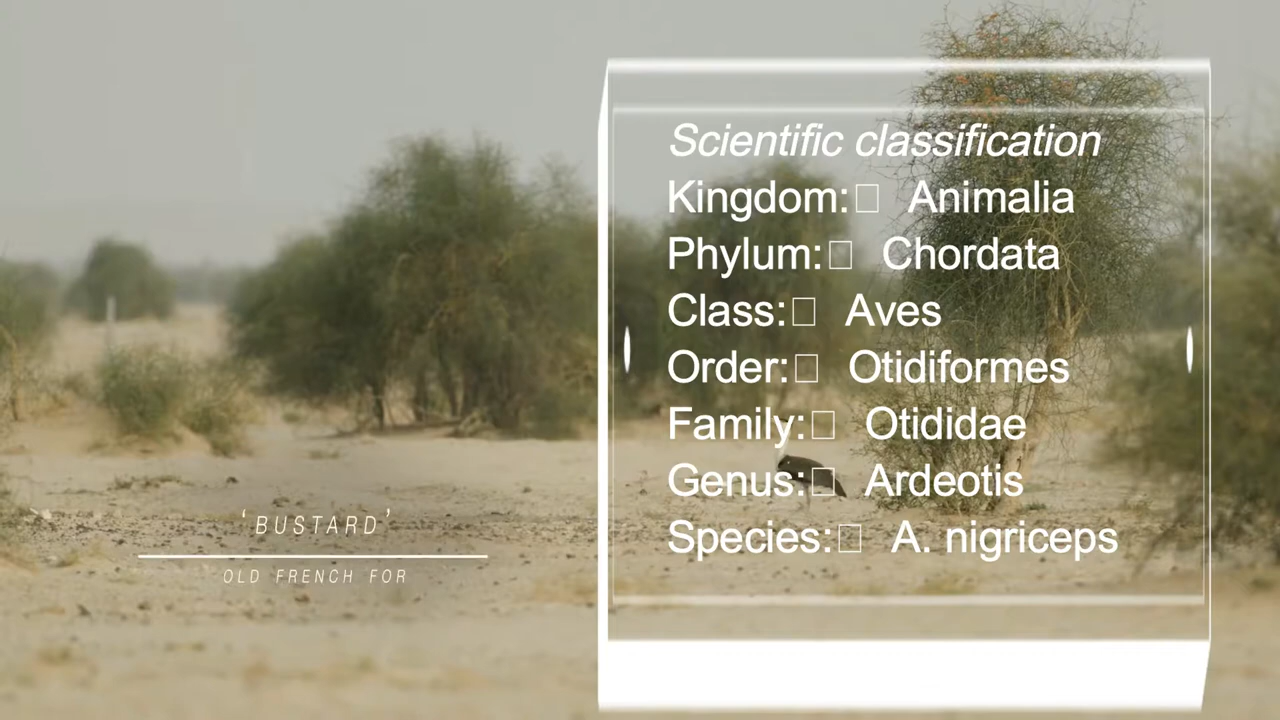 Scientific classification
Kingdom:□ Animalia
Phylum:□ Chordata
Class:□ Aves
Order:□ Otidiformes
Family:□ Otididae
Genus:□ Ardeotis
Species:□ A. nigriceps
‘BUSTARD’
OLD FRENCH FOR